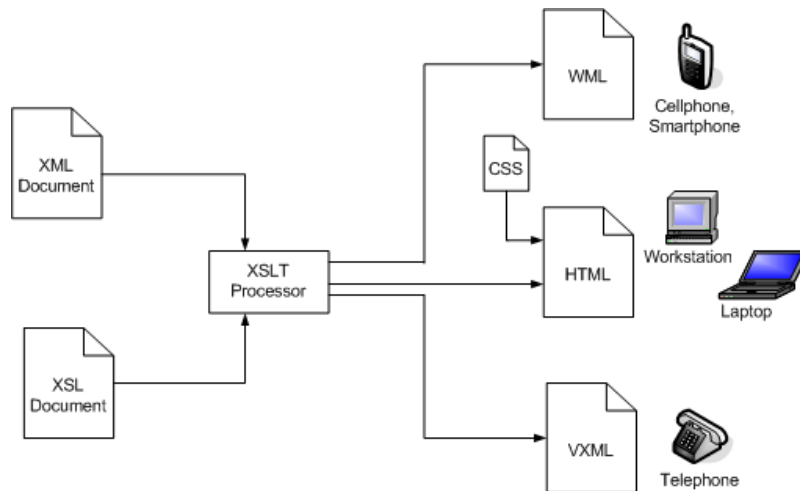 WML
Cellphone,
Smartphone
XML
Document
CSS
XSLT
Processor
HTML
Workstation
Laptop
XSL
Document
VXML
Telephone